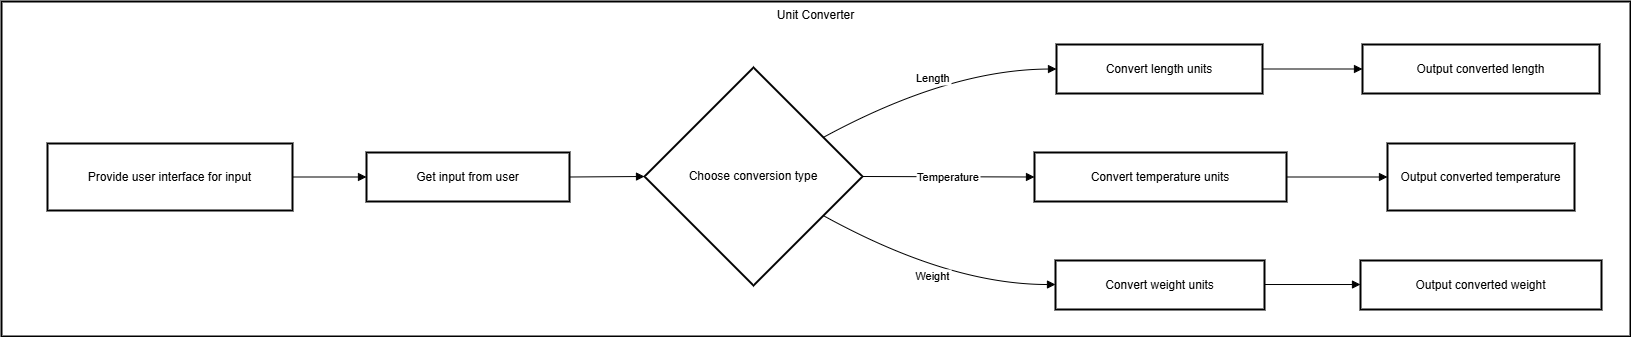 Unit Converter
Provide user interface for input
Get input from user
Choose conversion type
Length
Convert length units
Output converted length
Temperature
Convert temperature units
Output converted temperature
Weight
Convert weight units
Output converted weight